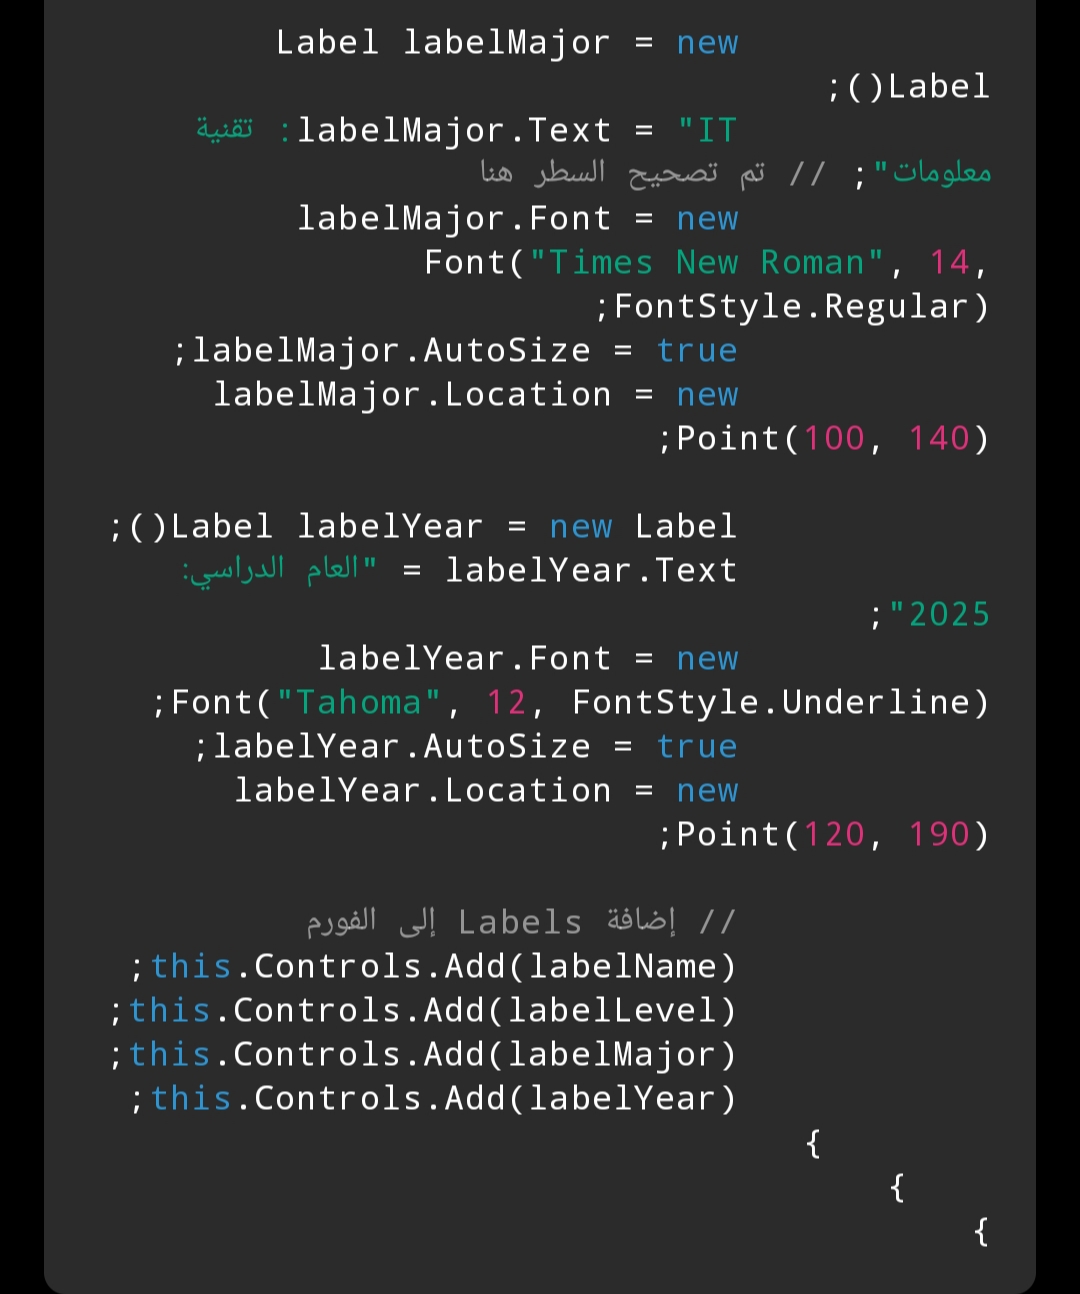 Label labelMajor = new
Label();
labelMajor.Text = "IT: تقنية
معلومات"; // تم تصحيح السطر هنا
labelMajor.Font = new
Font("Times New Roman", 14,
FontStyle.Regular);
labelMajor.AutoSize = true;
labelMajor.Location = new
Point(100, 140);
Label labelYear = new Label();
labelYear.Text = "العام الدراسي:
2025";
labelYear.Font = new
Font("Tahoma", 12, FontStyle.Underline);
labelYear.AutoSize = true;
labelYear.Location = new
Point(120, 190);
// إضافة Labels إلى الفورم
this.Controls.Add(labelName);
this.Controls.Add(labelLevel);
this.Controls.Add(labelMajor);
this.Controls.Add(labelYear);
}
}
}